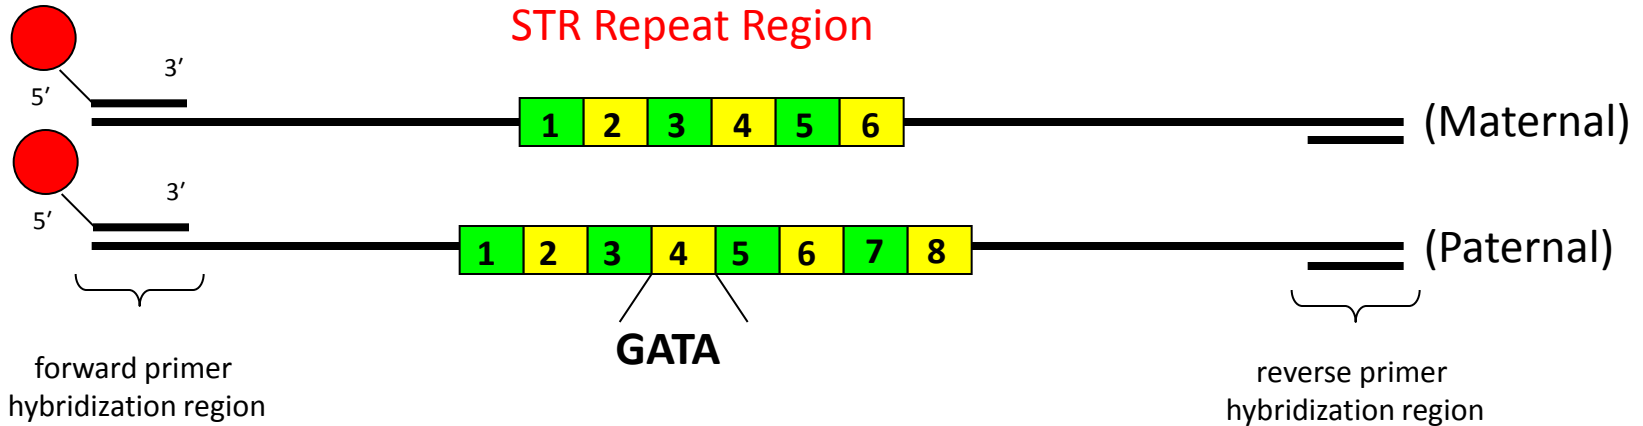 STR Repeat Region
3′
5′
1 2 3 4 5 6
(Maternal)
3′
5′
1 2 3 4 5 6 7 8
(Paternal)
GATA
forward primer
hybridization region
reverse primer
hybridization region